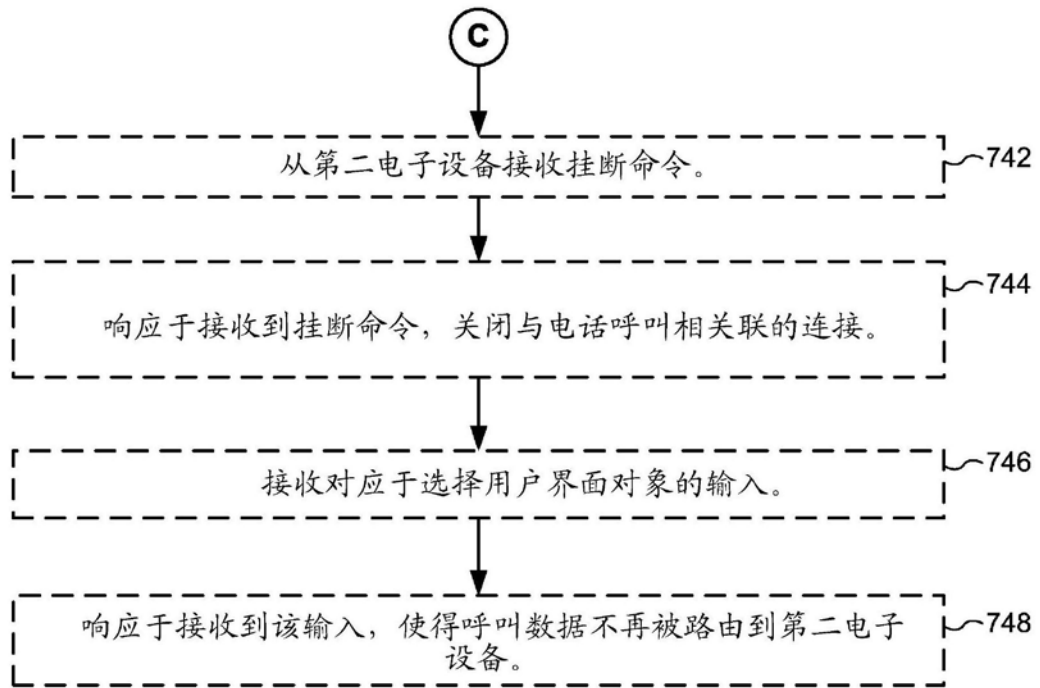 C
从第二电子设备接收挂断命令。
742
响应于接收到挂断命令，关闭与电话呼叫相关联的连接。
744
接收对应于选择用户界面对象的输入。
746
响应于接收到该输入，使得呼叫数据不再被路由到第二电子
设备。
748